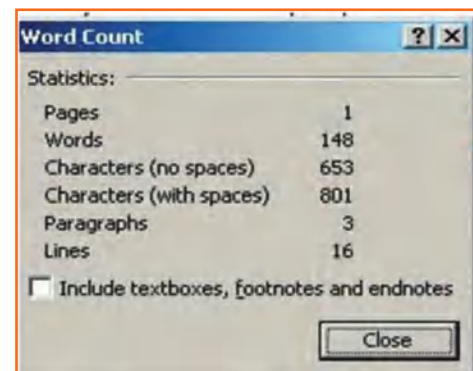 Word Count
Statistics:
Pages 1
Words 148
Characters (no spaces) 653
Characters (with spaces) 801
Paragraphs 3
Lines 16
Include textboxes, footnotes and endnotes
Close